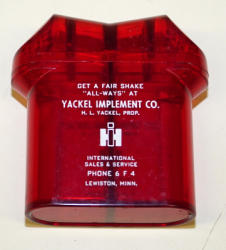 GET A FAIR SHAKE
"ALL-WAYS" AT
YACKEL IMPLEMENT CO.
H. L. YACKEL, PROP.
IH
INTERNATIONAL
SALES & SERVICE
PHONE 6 F 4
LEWISTON, MINN.